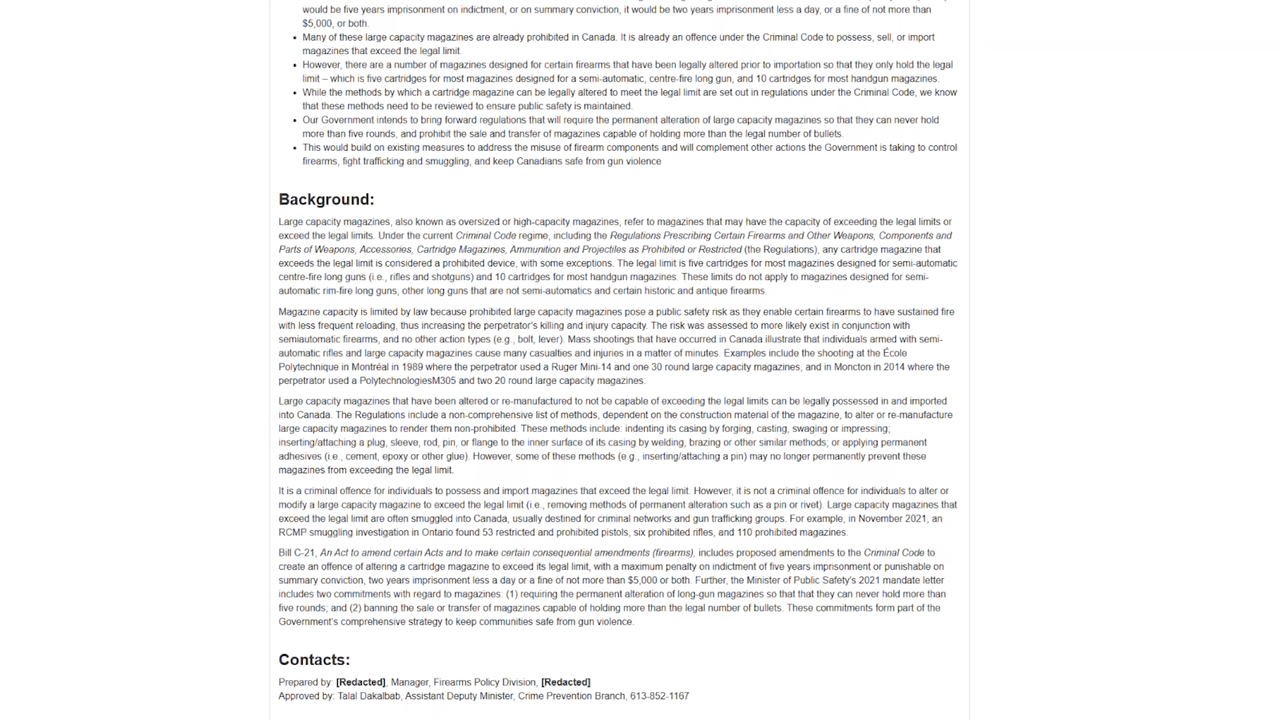 would be five years imprisonment on indictment, or on summary conviction, it would be two years imprisonment less a day, or a fine of not more than
$5,000, or both.
• Many of these large capacity magazines are already prohibited in Canada. It is already an offence under the Criminal Code to possess, sell, or import
magazines that exceed the legal limit.
• However, there are a number of magazines designed for certain firearms that have been legally altered prior to importation so that they only hold the legal
limit – which is five cartridges for most magazines designed for a semi-automatic, centre-fire long gun, and 10 cartridges for most handgun magazines.
• While the methods by which a cartridge magazine can be legally altered to meet the legal limit are set out in regulations under the Criminal Code, we know
that these methods need to be reviewed to ensure public safety is maintained.
• Our Government intends to bring forward regulations that will require the permanent alteration of large capacity magazines so that they can never hold
more than five rounds, and prohibit the sale and transfer of magazines capable of holding more than the legal number of bullets.
• This would build on existing measures to address the misuse of firearm components and will complement other actions the Government is taking to control
firearms, fight trafficking and smuggling, and keep Canadians safe from gun violence
Background:
Large capacity magazines, also known as oversized or high-capacity magazines, refer to magazines that may have the capacity of exceeding the legal limits or
exceed the legal limits. Under the current Criminal Code regime, including the Regulations Prescribing Certain Firearms and Other Weapons, Components and
Parts of Weapons, Accessories, Cartridge Magazines, Ammunition and Projectiles as Prohibited or Restricted (the Regulations), any cartridge magazine that
exceeds the legal limit is considered a prohibited device, with some exceptions. The legal limit is five cartridges for most magazines designed for semi-automatic
centre-fire long guns (i.e., rifles and shotguns) and 10 cartridges for most handgun magazines. These limits do not apply to magazines designed for semi-
automatic rim-fire long guns, other long guns that are not semi-automatics and certain historic and antique firearms.
Magazine capacity is limited by law because prohibited large capacity magazines pose a public safety risk as they enable certain firearms to have sustained fire
with less frequent reloading, thus increasing the perpetrator's killing and injury capacity. The risk was assessed to more likely exist in conjunction with
semiautomatic firearms, and no other action types (e.g., bolt, lever). Mass shootings that have occurred in Canada illustrate that individuals armed with semi-
automatic rifles and large capacity magazines cause many casualties and injuries in a matter of minutes. Examples include the shooting at the École
Polytechnique in Montréal in 1989 where the perpetrator used a Ruger Mini-14 and one 30 round large capacity magazines, and in Moncton in 2014 where the
perpetrator used a PolytechnologiesM305 and two 20 round large capacity magazines.
Large capacity magazines that have been altered or re-manufactured to not be capable of exceeding the legal limits can be legally possessed in and imported
into Canada. The Regulations include a non-comprehensive list of methods, dependent on the construction material of the magazine, to alter or re-manufacture
large capacity magazines to render them non-prohibited. These methods include: indenting its casing by forging, casting, swaging or impressing;
inserting/attaching a plug, sleeve, rod, pin, or flange to the inner surface of its casing by welding, brazing or other similar methods; or applying permanent
adhesives (i.e., cement, epoxy or other glue). However, some of these methods (e.g., inserting/attaching a pin) may no longer permanently prevent these
magazines from exceeding the legal limit.
It is a criminal offence for individuals to possess and import magazines that exceed the legal limit. However, it is not a criminal offence for individuals to alter or
modify a large capacity magazine to exceed the legal limit (i.e., removing methods of permanent alteration such as a pin or rivet). Large capacity magazines that
exceed the legal limit are often smuggled into Canada, usually destined for criminal networks and gun trafficking groups. For example, in November 2021, an
RCMP smuggling investigation in Ontario found 53 restricted and prohibited pistols, six prohibited rifles, and 110 prohibited magazines.
Bill C-21, An Act to amend certain Acts and to make certain consequential amendments (firearms), includes proposed amendments to the Criminal Code to
create an offence of altering a cartridge magazine to exceed its legal limit, with a maximum penalty on indictment of five years imprisonment or punishable on
summary conviction, two years imprisonment less a day or a fine of not more than $5,000 or both. Further, the Minister of Public Safety's 2021 mandate letter
includes two commitments with regard to magazines: (1) requiring the permanent alteration of long-gun magazines so that that they can never hold more than
five rounds; and (2) banning the sale or transfer of magazines capable of holding more than the legal number of bullets. These commitments form part of the
Government's comprehensive strategy to keep communities safe from gun violence.
Contacts:
Prepared by: [Redacted], Manager, Firearms Policy Division, [Redacted]
Approved by: Talal Dakalbab, Assistant Deputy Minister, Crime Prevention Branch, 613-852-1167